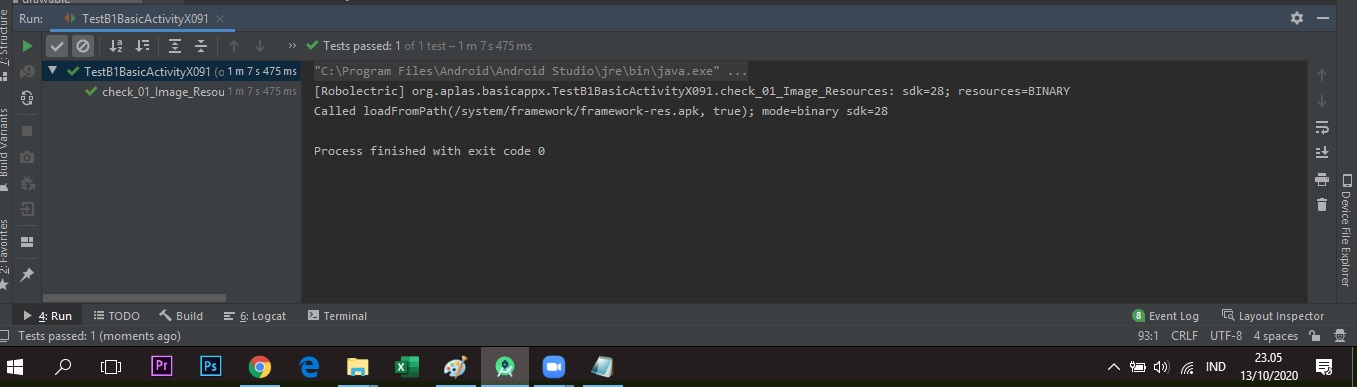 drawable
Run: TestB1BasicActivityX091
Tests passed: 1 of 1 test – 1 m 7 s 475 ms
TestB1BasicActivityX091 (o 1 m 7 s 475 ms
check_01_Image_Resou 1 m 7 s 475 ms
"C:\Program Files\Android\Android Studio\jre\bin\java.exe" ...
[Robolectric] org.aplas.basicappx.TestB1BasicActivityX091.check_01_Image_Resources: sdk=28; resources=BINARY
Called loadFromPath(/system/framework/framework-res.apk, true); mode=binary sdk=28
Process finished with exit code 0
Z: Structure
Build Variants
2: Favorites
Device File Explorer
4: Run TODO Build 6: Logcat Terminal 8 Event Log Layout Inspector
Tests passed: 1 (moments ago) 93:1 CRLF UTF-8 4 spaces
Pr Ps IND 23.05
13/10/2020